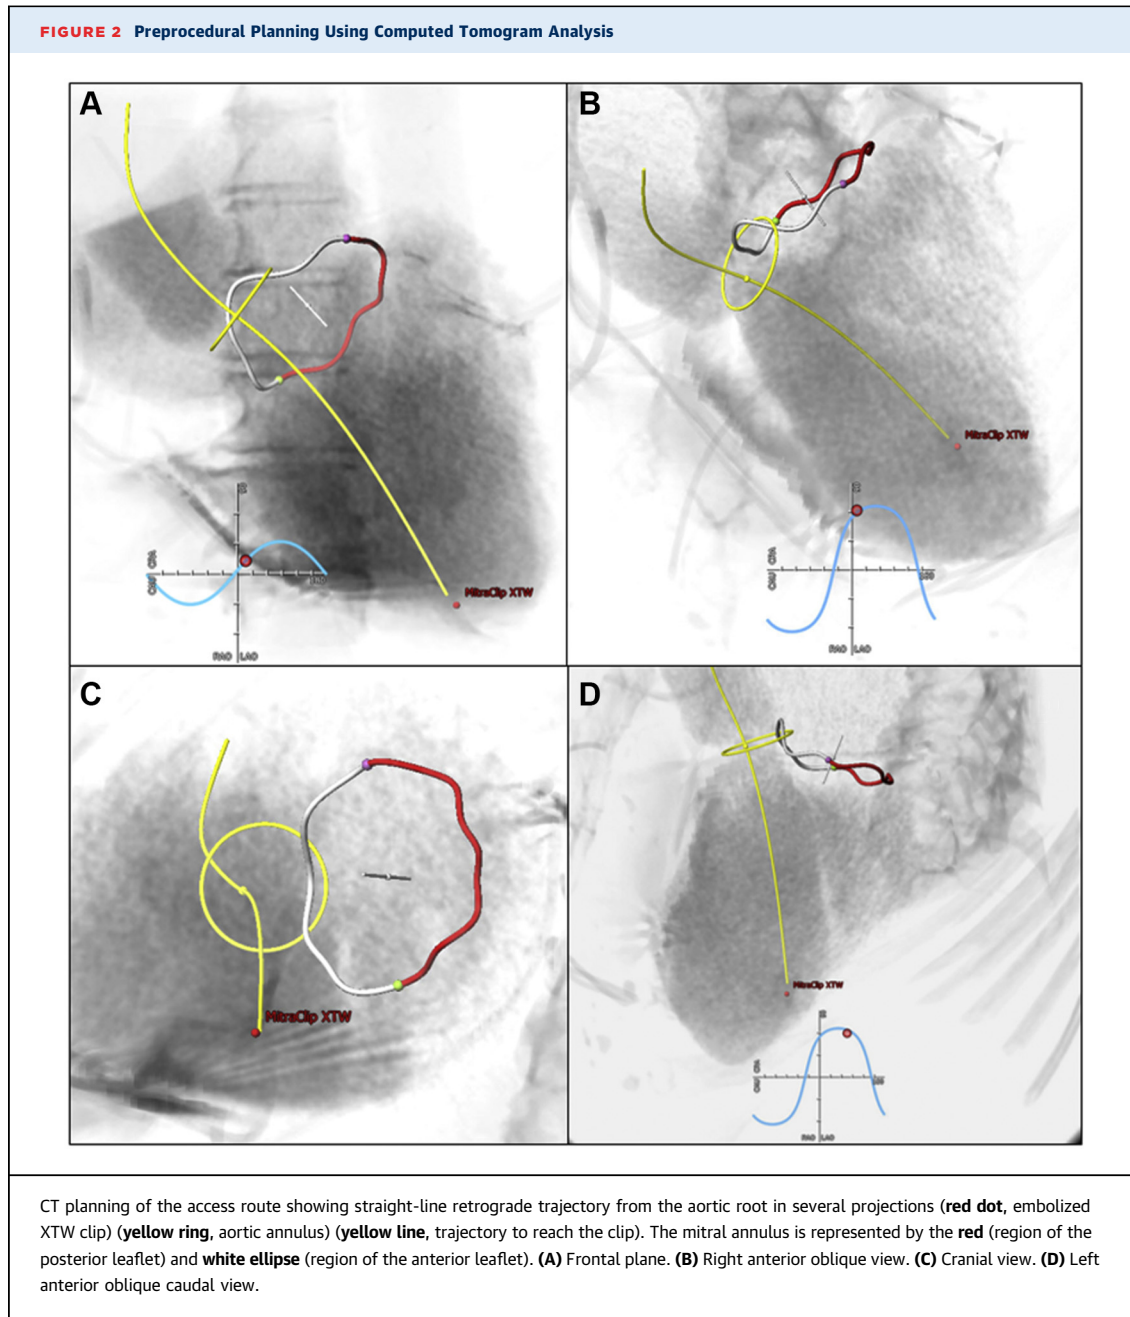 FIGURE 2 Preprocedural Planning Using Computed Tomogram Analysis
A
B
MitraClip XTW
RAO LAO
MitraClip XTW
RAO LAO
C
D
MitraClip XTW
MitraClip XTW
RAO LAO
CT planning of the access route showing straight-line retrograde trajectory from the aortic root in several projections (red dot, embolized
XTW clip) (yellow ring, aortic annulus) (yellow line, trajectory to reach the clip). The mitral annulus is represented by the red (region of the
posterior leaflet) and white ellipse (region of the anterior leaflet). (A) Frontal plane. (B) Right anterior oblique view. (C) Cranial view. (D) Left
anterior oblique caudal view.